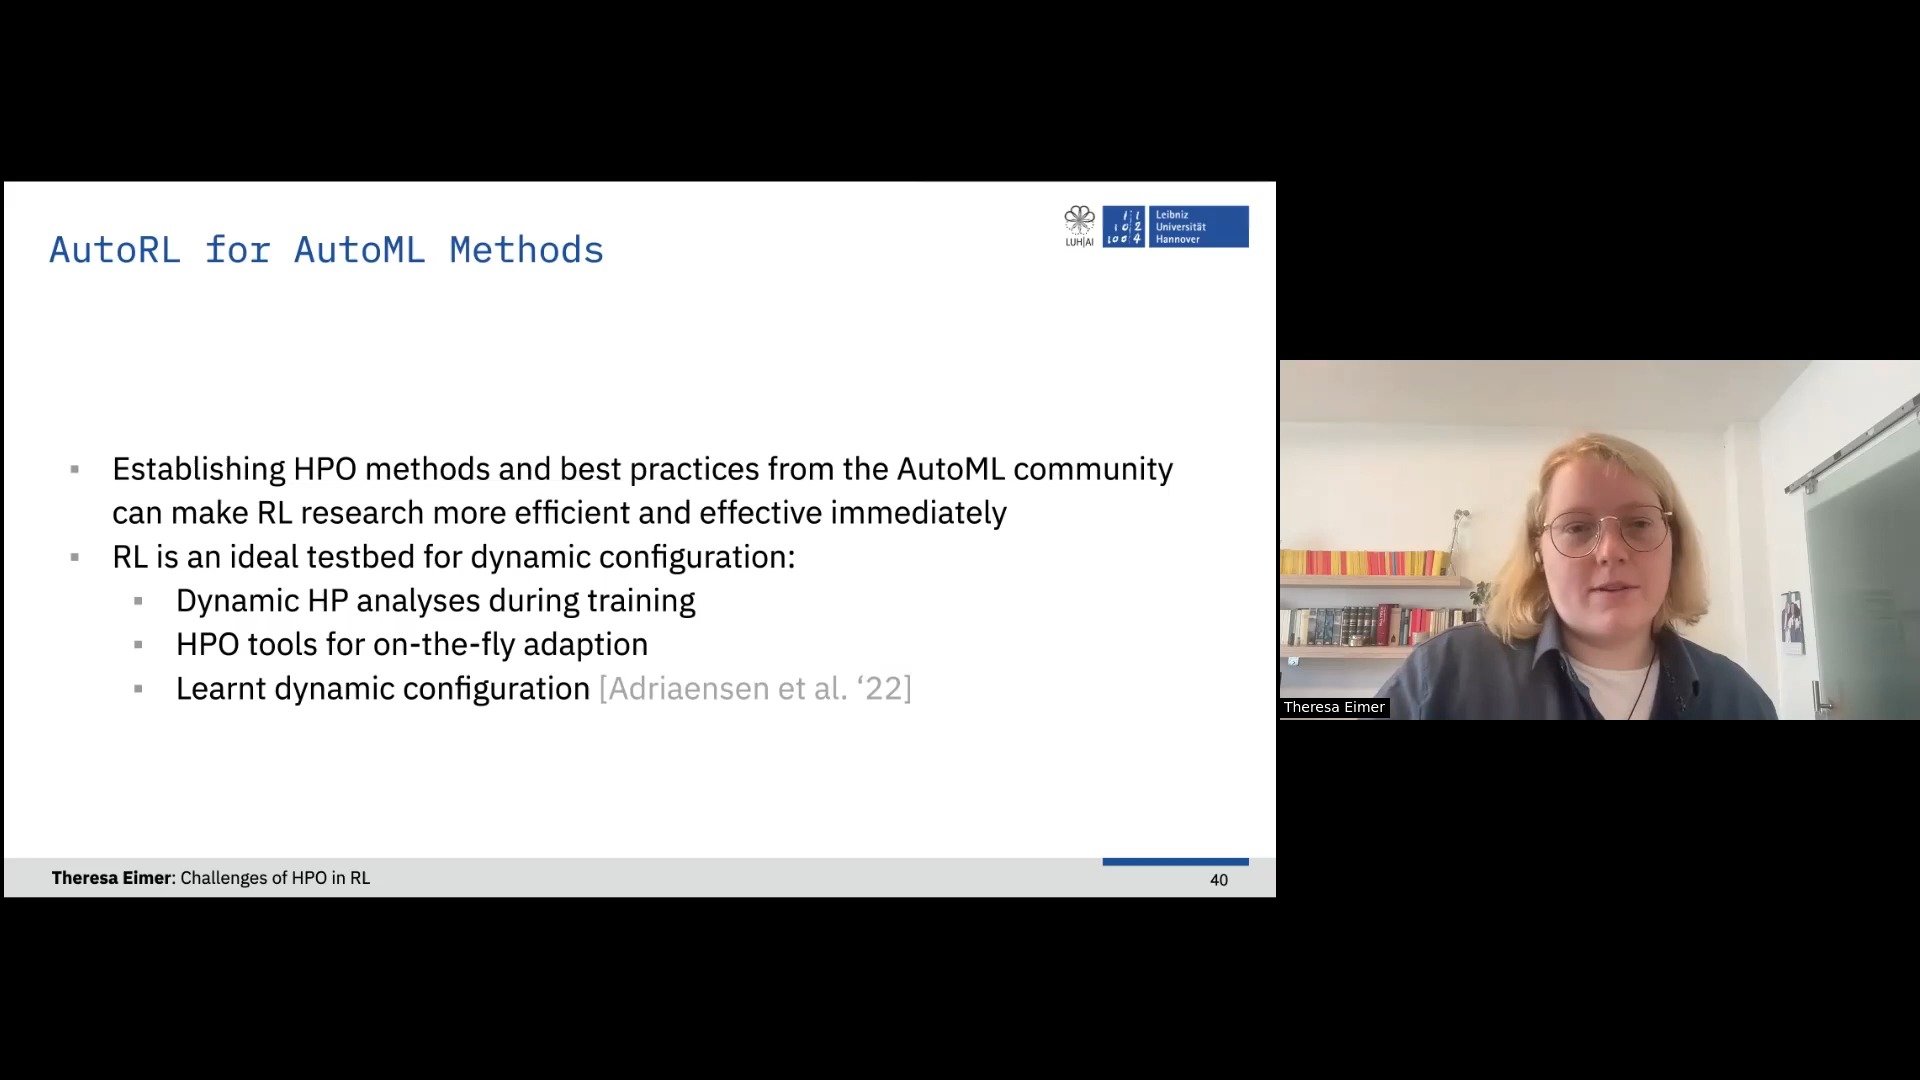 AutoRL for AutoML Methods
LUH|AI
Leibniz
Universität
Hannover
Establishing HPO methods and best practices from the AutoML community
can make RL research more efficient and effective immediately
RL is an ideal testbed for dynamic configuration:
Dynamic HP analyses during training
HPO tools for on-the-fly adaption
Learnt dynamic configuration [Adriaensen et al. ‘22]
Theresa Eimer: Challenges of HPO in RL
40
Theresa Eimer